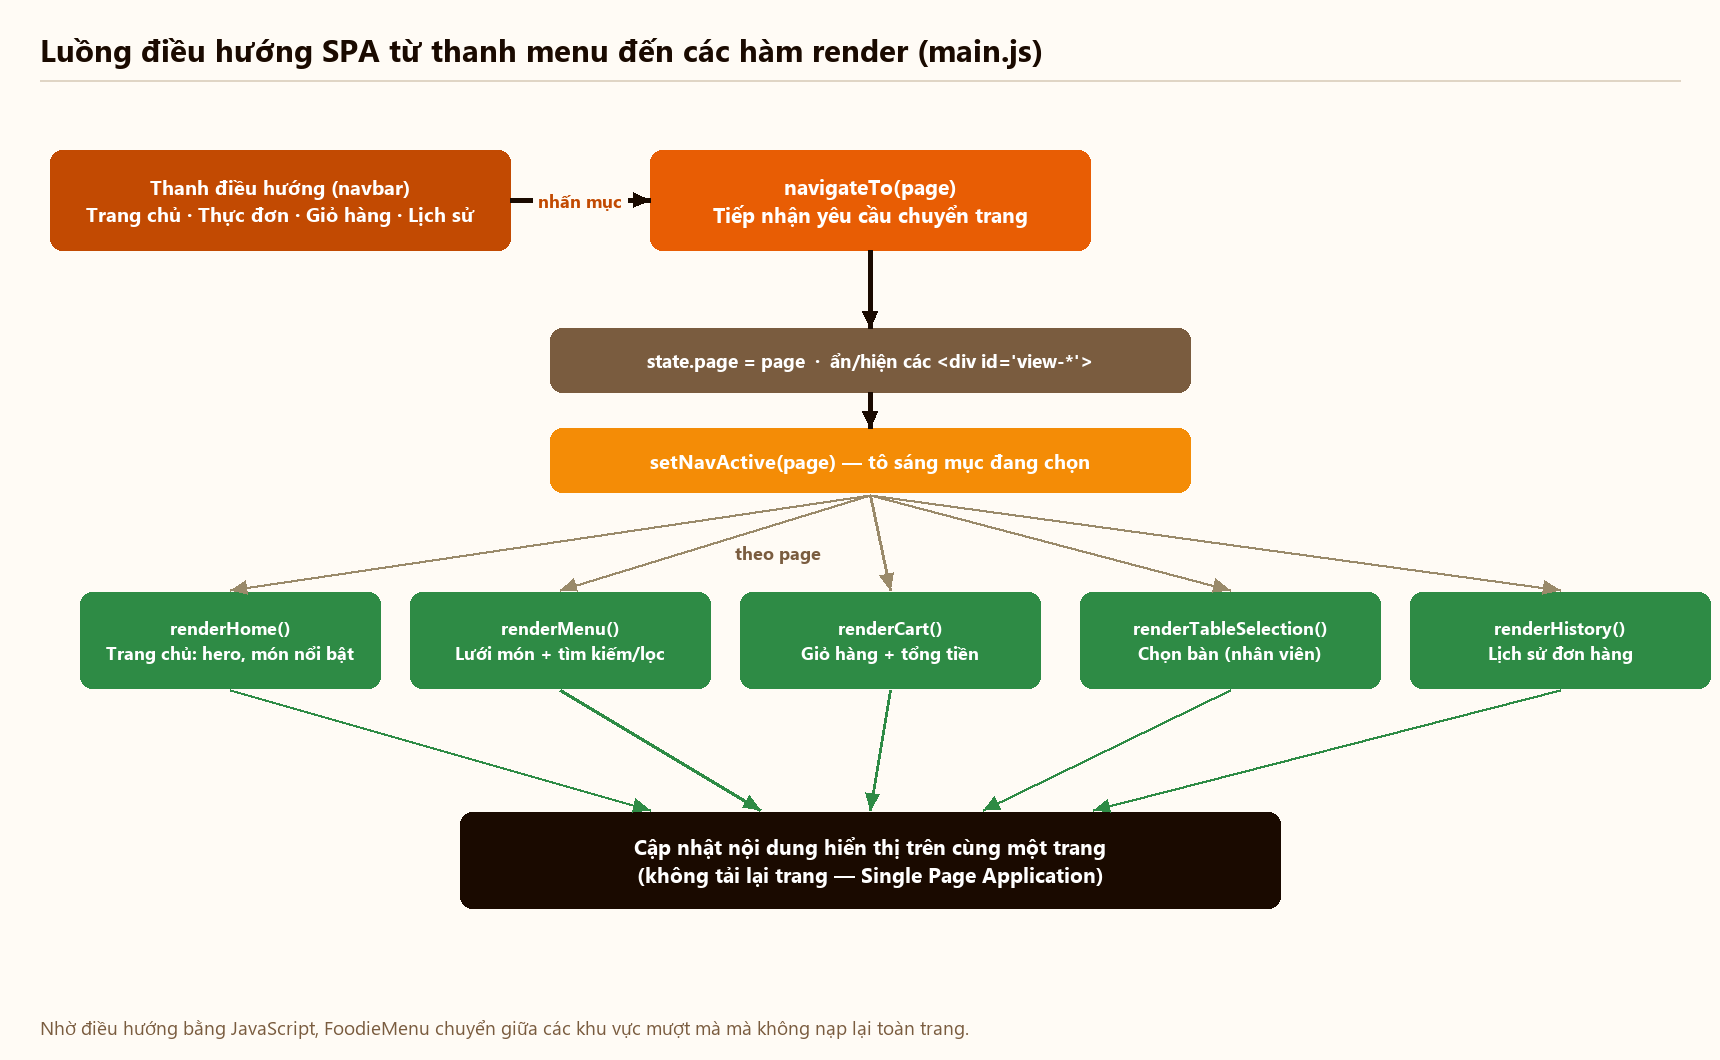 Luồng điều hướng SPA từ thanh menu đến các hàm render (main.js)
Thanh điều hướng (navbar)
Trang chủ · Thực đơn · Giỏ hàng · Lịch sử
nhấn mục
navigateTo(page)
Tiếp nhận yêu cầu chuyển trang
state.page = page · ẩn/hiện các <div id='view-*'>
setNavActive(page) — tô sáng mục đang chọn
theo page
renderHome()
Trang chủ: hero, món nổi bật
renderMenu()
Lưới món + tìm kiếm/lọc
renderCart()
Giỏ hàng + tổng tiền
renderTableSelection()
Chọn bàn (nhân viên)
renderHistory()
Lịch sử đơn hàng
Cập nhật nội dung hiển thị trên cùng một trang
(không tải lại trang — Single Page Application)
Nhờ điều hướng bằng JavaScript, FoodieMenu chuyển giữa các khu vực mượt mà mà không nạp lại toàn trang.